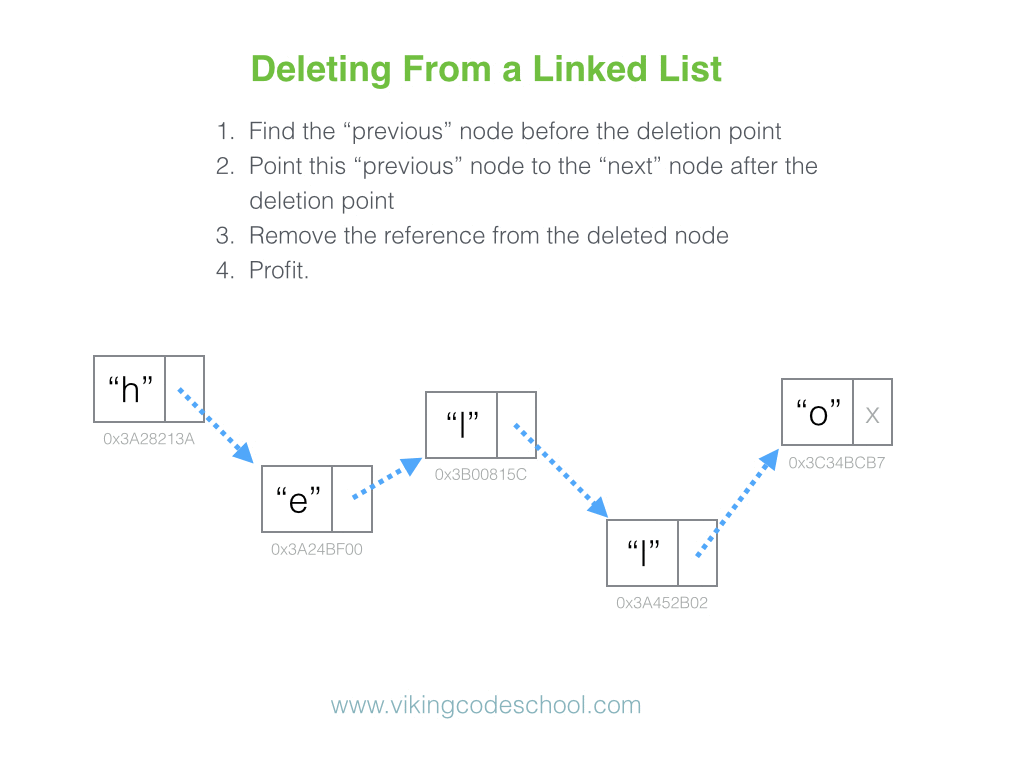 Deleting From a Linked List
1. Find the “previous” node before the deletion point
2. Point this “previous” node to the “next” node after the
deletion point
3. Remove the reference from the deleted node
4. Profit.
“h”
0x3A28213A
“e”
0x3A24BF00
“l”
0x3B00815C
“l”
0x3A452B02
“o” x
0x3C34BCB7
www.vikingcodeschool.com